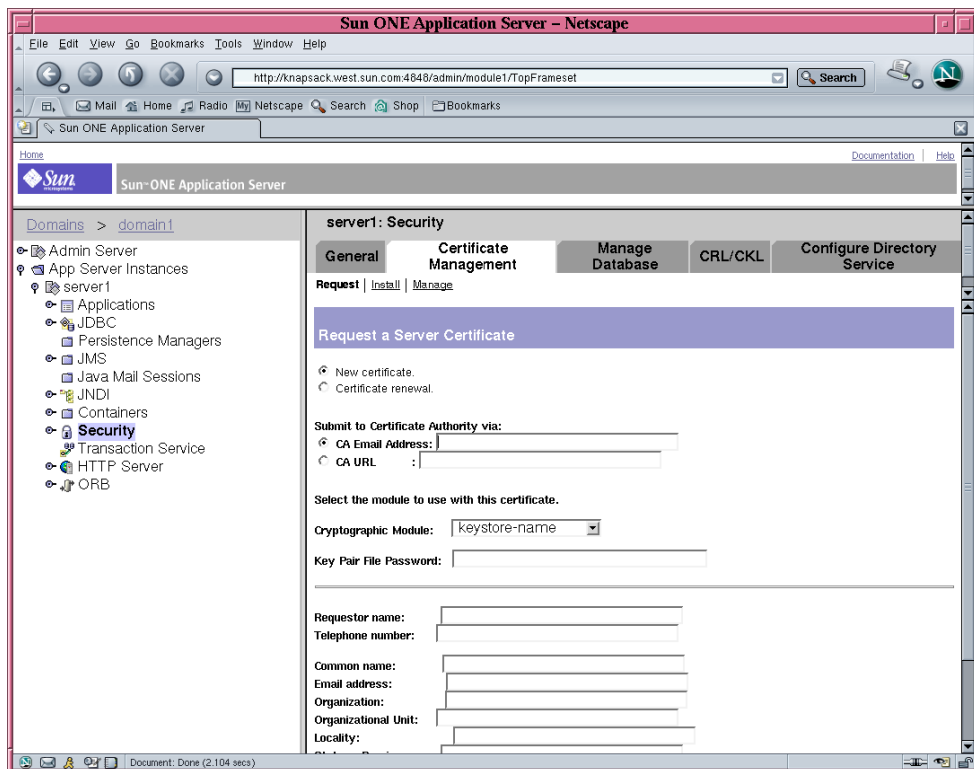 Sun ONE Application Server – Netscape
File Edit View Go Bookmarks Tools Window Help
http://knapsack.west.sun.com:4848/admin/module1/TopFrameset
Search
N
Mail Home Radio My Netscape Search Shop Bookmarks
Sun ONE Application Server
Home
Documentation | Help
Sun
microsystems
Sun-ONE Application Server
Domains > domain1
Admin Server
App Server Instances
server1
Applications
JDBC
Persistence Managers
JMS
Java Mail Sessions
JNDI
Containers
Security
Transaction Service
HTTP Server
ORB
server1: Security
General
Certificate Management
Manage Database
CRL/CKL
Configure Directory Service
Request | Install | Manage
Request a Server Certificate
New certificate.
Certificate renewal.
Submit to Certificate Authority via:
CA Email Address:
CA URL :
Select the module to use with this certificate.
Cryptographic Module: keystore-name
Key Pair File Password:
Requestor name:
Telephone number:
Common name:
Email address:
Organization:
Organizational Unit:
Locality:
Document: Done (2.104 secs)